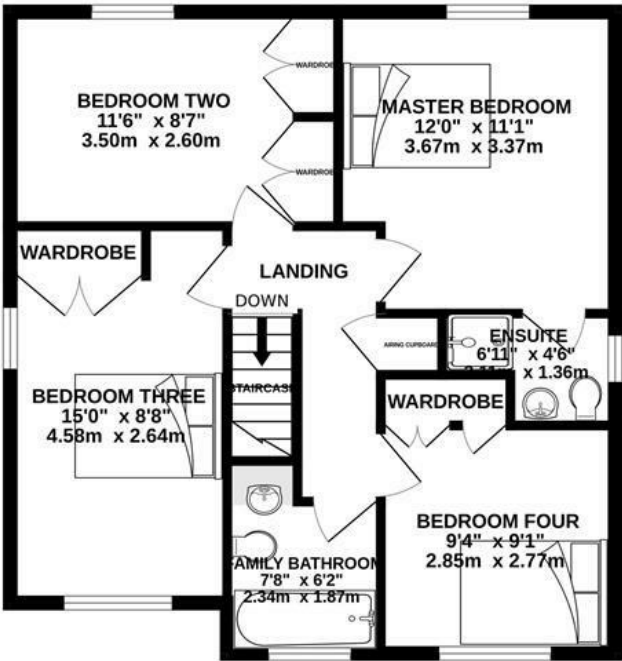 BEDROOM TWO
11'6" x 8'7"
3.50m x 2.60m
WARDROBE
WARDROBE
MASTER BEDROOM
12'0" x 11'1"
3.67m x 3.37m
WARDROBE
LANDING
DOWN
STAIRCASE
AIRING CUPBOARD
ENSUITE
6'11" x 4'6"
x 1.36m
BEDROOM THREE
15'0" x 8'8"
4.58m x 2.64m
WARDROBE
BEDROOM FOUR
9'4" x 9'1"
2.85m x 2.77m
FAMILY BATHROOM
7'8" x 6'2"
2.34m x 1.87m